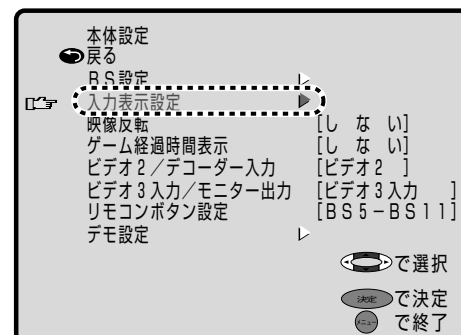 本体設定
戻る
BS設定
入力表示設定
映像反転 [し な い]
ゲーム経過時間表示 [し な い]
ビデオ2/デコーダー入力 [ビデオ2 ]
ビデオ3入力/モニター出力 [ビデオ3入力 ]
リモコンボタン設定 [BS5-BS11]
デモ設定
で選択
決定 で決定
メニュー で終了